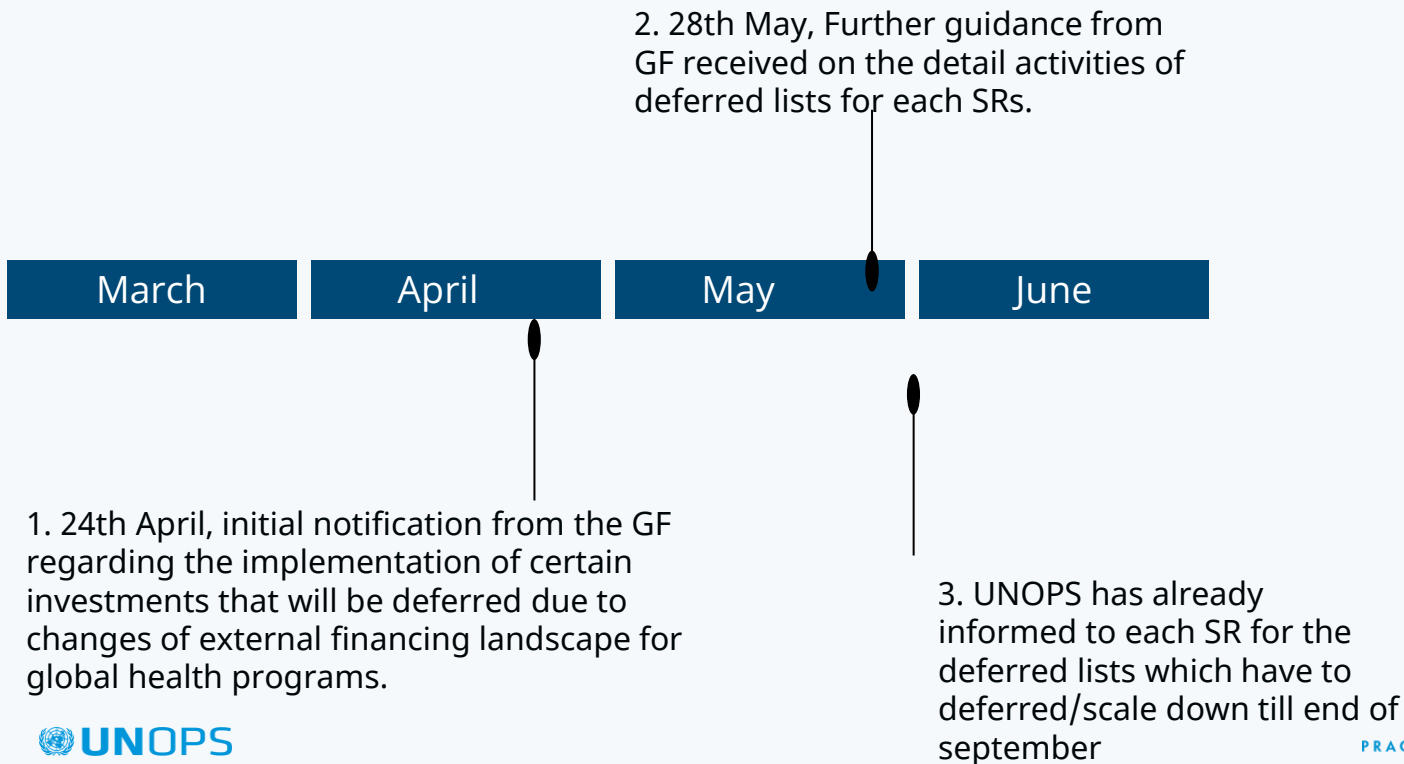 2. 28th May, Further guidance from
GF received on the detail activities of
deferred lists for each SRs.
March
April
May
June
1. 24th April, initial notification from the GF
regarding the implementation of certain
investments that will be deferred due to
changes of external financing landscape for
global health programs.
3. UNOPS has already
informed to each SR for the
deferred lists which have to
deferred/scale down till end of
september
UNOPS